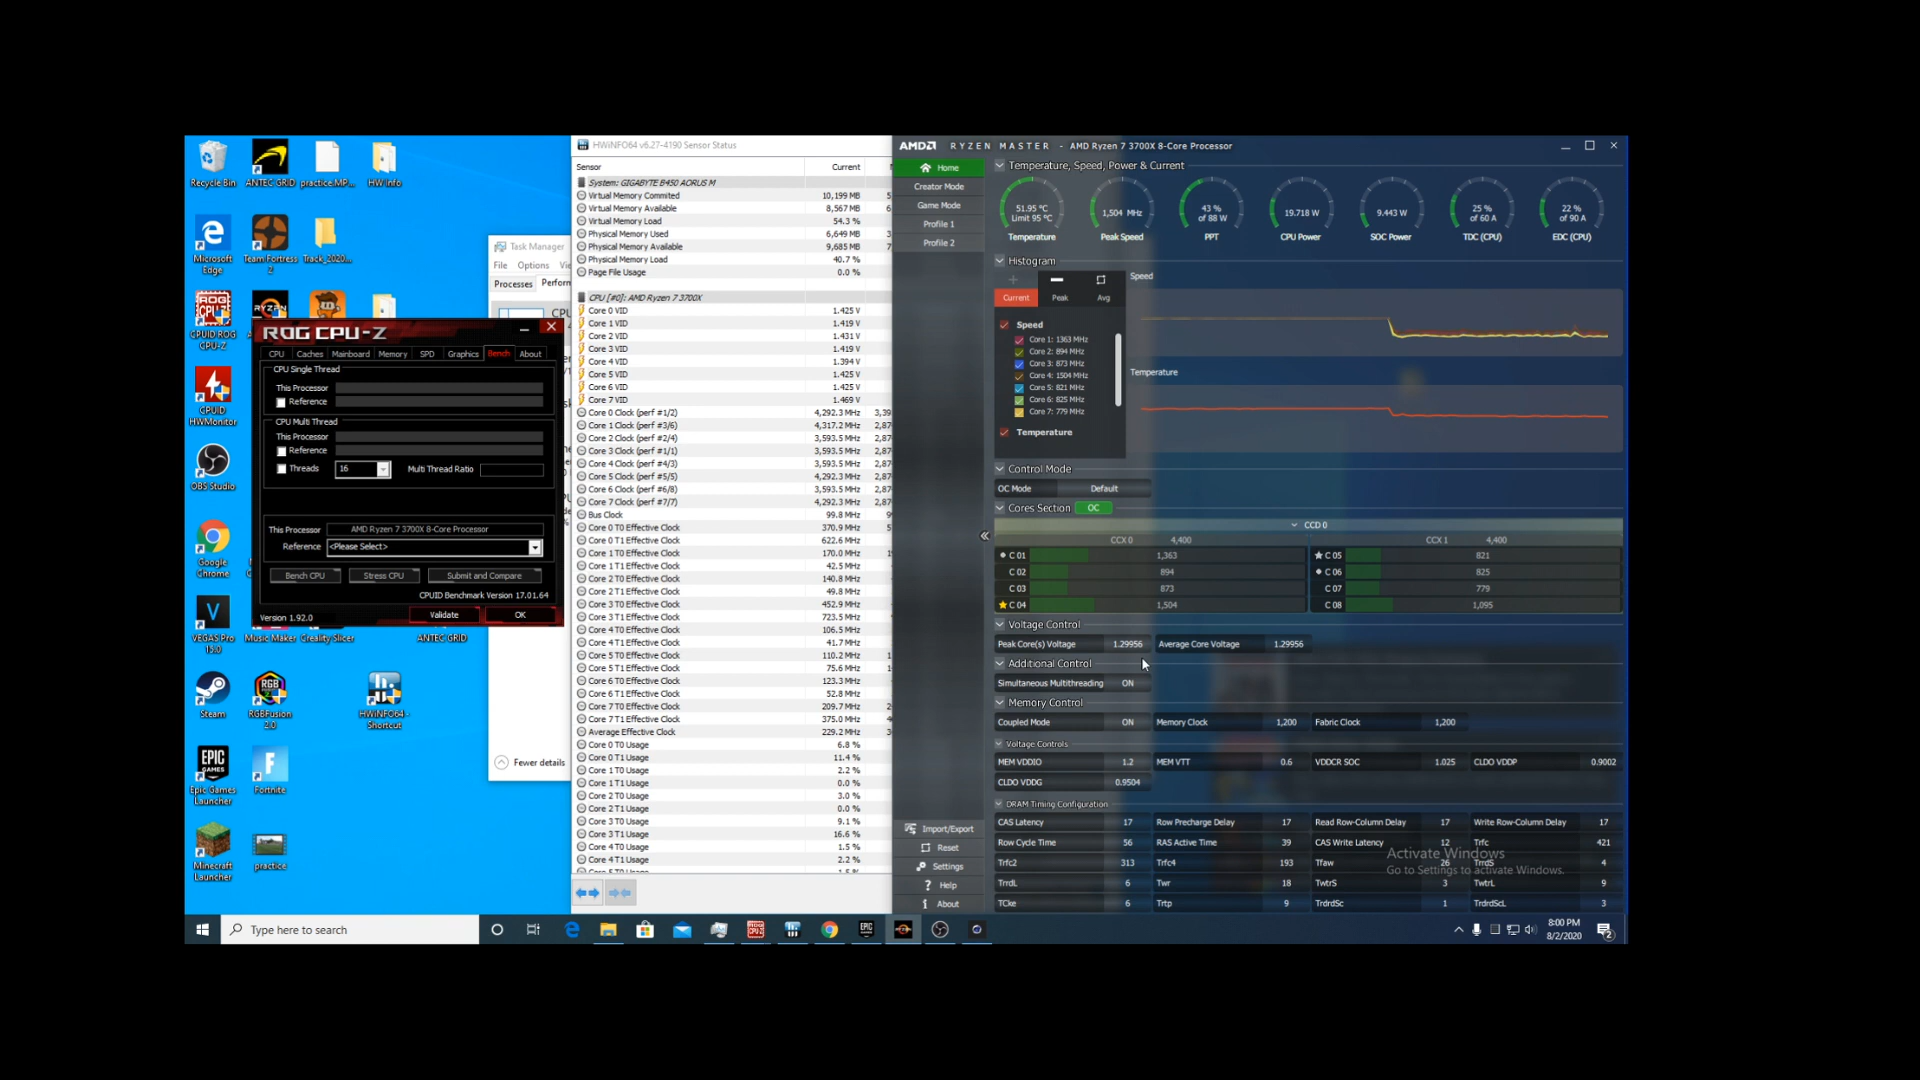 Recycle Bin
ANTEC GRID
practice.MP...
HW Info
Microsoft
Edge
Team Fortress
2
Track_2020...
CPUID ROG
CPU-Z
CPUID
HWMonitor
OBS Studio
Google
Chrome
VEGAS Pro
15.0
Music Maker
Creality Slicer
ANTEC GRID
Steam
RGBFusion
2.0
HWiNFO64 -
Shortcut
Epic Games
Launcher
Fortnite
Minecraft
Launcher
practice
Task Manager
File Options
Processes
Fewer details
ROG CPU-Z
CPU Caches Mainboard Memory SPD Graphics Bench About
CPU Single Thread
This Processor
Reference
CPU Multi Thread
This Processor
Reference
Threads 16 Multi Thread Ratio
This Processor AMD Ryzen 7 3700X 8-Core Processor
Reference <Please Select>
Bench CPU Stress CPU Submit and Compare
CPUID Benchmark Version 17.01.64
Version 1.92.0 Validate OK
HWiNFO64 v6.27-4190 Sensor Status
Sensor Current
System: GIGABYTE B450 AORUS M
Virtual Memory Commited 10,199 MB
Virtual Memory Available 8,567 MB
Virtual Memory Load 54.3 %
Physical Memory Used 6,649 MB
Physical Memory Available 9,685 MB
Physical Memory Load 40.7 %
Page File Usage 0.0 %
CPU [#0]: AMD Ryzen 7 3700X
Core 0 VID 1.425 V
Core 1 VID 1.419 V
Core 2 VID 1.431 V
Core 3 VID 1.419 V
Core 4 VID 1.394 V
Core 5 VID 1.425 V
Core 6 VID 1.425 V
Core 7 VID 1.469 V
Core 0 Clock (perf #1/2) 4,292.3 MHz
Core 1 Clock (perf #3/6) 4,317.2 MHz
Core 2 Clock (perf #2/4) 3,593.5 MHz
Core 3 Clock (perf #1/1) 3,593.5 MHz
Core 4 Clock (perf #4/3) 3,593.5 MHz
Core 5 Clock (perf #5/5) 4,292.3 MHz
Core 6 Clock (perf #6/8) 3,593.5 MHz
Core 7 Clock (perf #7/7) 4,292.3 MHz
Bus Clock 99.8 MHz
Core 0 T0 Effective Clock 370.9 MHz
Core 0 T1 Effective Clock 622.6 MHz
Core 1 T0 Effective Clock 170.0 MHz
Core 1 T1 Effective Clock 42.5 MHz
Core 2 T0 Effective Clock 140.8 MHz
Core 2 T1 Effective Clock 49.8 MHz
Core 3 T0 Effective Clock 452.9 MHz
Core 3 T1 Effective Clock 723.5 MHz
Core 4 T0 Effective Clock 106.5 MHz
Core 4 T1 Effective Clock 41.7 MHz
Core 5 T0 Effective Clock 110.2 MHz
Core 5 T1 Effective Clock 75.6 MHz
Core 6 T0 Effective Clock 123.3 MHz
Core 6 T1 Effective Clock 52.8 MHz
Core 7 T0 Effective Clock 209.7 MHz
Core 7 T1 Effective Clock 375.0 MHz
Average Effective Clock 229.2 MHz
Core 0 T0 Usage 6.8 %
Core 0 T1 Usage 11.4 %
Core 1 T0 Usage 2.2 %
Core 1 T1 Usage 0.0 %
Core 2 T0 Usage 3.0 %
Core 2 T1 Usage 0.0 %
Core 3 T0 Usage 9.1 %
Core 3 T1 Usage 16.6 %
Core 4 T0 Usage 1.5 %
Core 4 T1 Usage 2.2 %
AMD RYZEN MASTER - AMD Ryzen 7 3700X 8-Core Processor
Home
Creator Mode
Game Mode
Profile 1
Profile 2
Import/Export
Reset
Settings
Help
About
Temperature, Speed, Power & Current
51.95 °C
Limit 95 °C
Temperature
1,504 MHz
Peak Speed
43 %
of 88 W
PPT
19.718 W
CPU Power
9.443 W
SOC Power
25 %
of 60 A
TDC (CPU)
22 %
of 90 A
EDC (CPU)
Histogram
Current Peak Avg
Speed
Core 1: 1363 MHz
Core 2: 894 MHz
Core 3: 873 MHz
Core 4: 1504 MHz
Core 5: 821 MHz
Core 6: 825 MHz
Core 7: 779 MHz
Temperature
Speed
Temperature
Control Mode
OC Mode Default
Cores Section OC
CCD 0
CCX 0 4,400 CCX 1 4,400
C 01 1,363 C 05 821
C 02 894 C 06 825
C 03 873 C 07 779
C 04 1,504 C 08 1,095
Voltage Control
Peak Core(s) Voltage 1.29956 Average Core Voltage 1.29956
Additional Control
Simultaneous Multithreading ON
Memory Control
Coupled Mode ON Memory Clock 1,200 Fabric Clock 1,200
Voltage Controls
MEM VDDIO 1.2 MEM VTT 0.6 VDDCR SOC 1.025 CLDO VDDP 0.9002
CLDO VDDG 0.9504
DRAM Timing Configuration
CAS Latency 17 Row Precharge Delay 17 Read Row-Column Delay 17 Write Row-Column Delay 17
Row Cycle Time 56 RAS Active Time 39 CAS Write Latency 12 Trfc 421
Trfc2 313 Trfc4 193 Tfaw 26 TrrdS 4
TrrdL 6 Twr 18 TwtrS 3 TwtrL 9
TCke 6 Trtp 9 TrdrdSc 1 TrdrdScL 3
Activate Windows
Go to Settings to activate Windows.
Type here to search
8:00 PM
8/2/2020
2